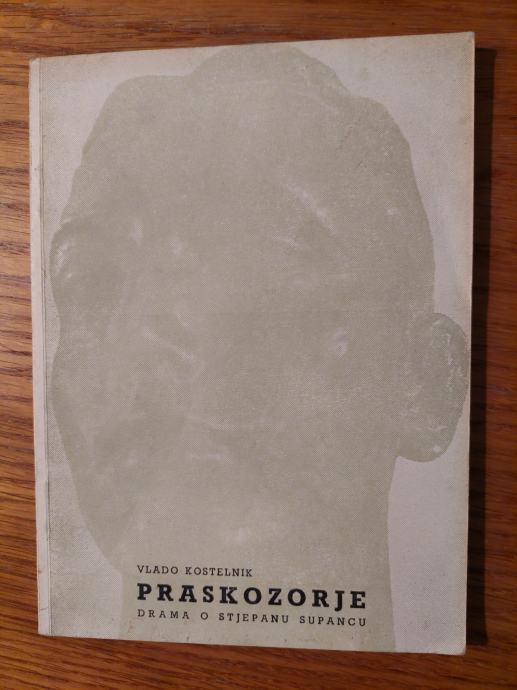 VLADO KOSTELNIK
PRASKOZORJE
DRAMA O STJEPANU SUPANCU